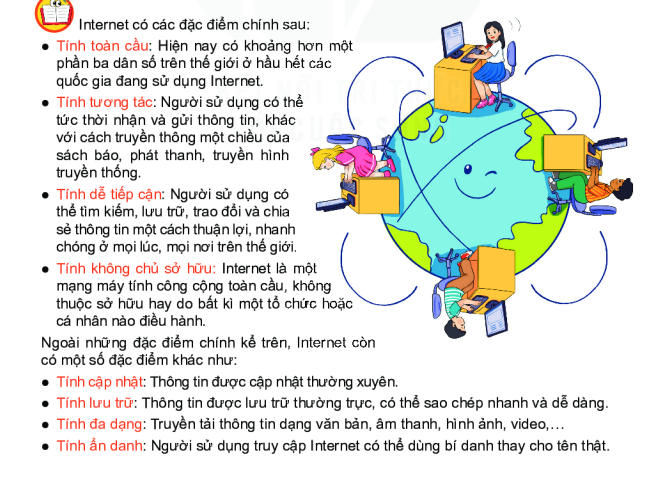 Internet có các đặc điểm chính sau:
● Tính toàn cầu: Hiện nay có khoảng hơn một
phần ba dân số trên thế giới ở hầu hết các
quốc gia đang sử dụng Internet.
● Tính tương tác: Người sử dụng có thể
tức thời nhận và gửi thông tin, khác
với cách truyền thông một chiều của
sách báo, phát thanh, truyền hình
truyền thống.
● Tính dễ tiếp cận: Người sử dụng có
thể tìm kiếm, lưu trữ, trao đổi và chia
sẻ thông tin một cách thuận lợi, nhanh
chóng ở mọi lúc, mọi nơi trên thế giới.
● Tính không chủ sở hữu: Internet là một
mạng máy tính công cộng toàn cầu, không
thuộc sở hữu hay do bất kì một tổ chức hoặc
cá nhân nào điều hành.
Ngoài những đặc điểm chính kể trên, Internet còn
có một số đặc điểm khác như:
● Tính cập nhật: Thông tin được cập nhật thường xuyên.
● Tính lưu trữ: Thông tin được lưu trữ thường trực, có thể sao chép nhanh và dễ dàng.
● Tính đa dạng: Truyền tải thông tin dạng văn bản, âm thanh, hình ảnh, video,…
● Tính ẩn danh: Người sử dụng truy cập Internet có thể dùng bí danh thay cho tên thật.